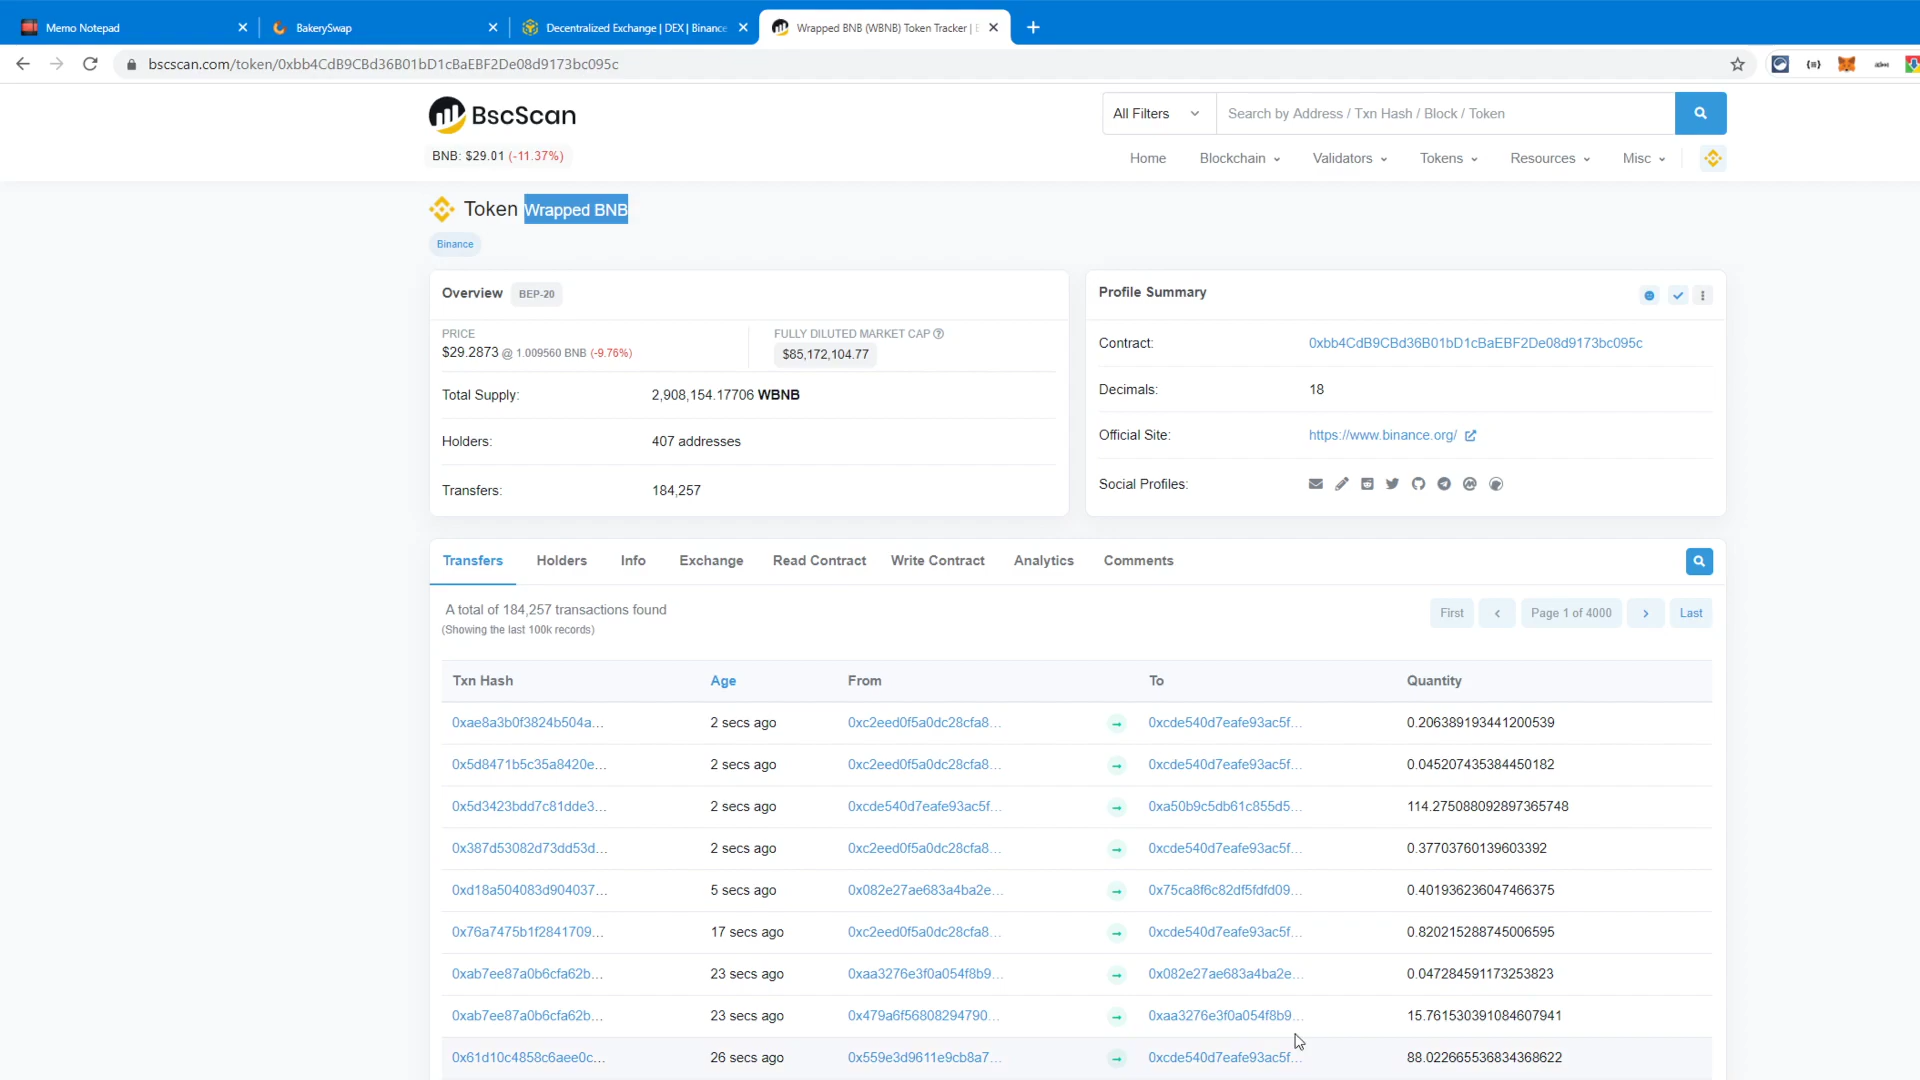 Memo Notepad
BakerySwap
Decentralized Exchange | DEX | Binance
Wrapped BNB (WBNB) Token Tracker |
bscscan.com/token/0xbb4CdB9CBd36B01bD1cBaEBF2De08d9173bc095c
BscScan
All Filters
Search by Address / Txn Hash / Block / Token
BNB: $29.01 (-11.37%)
Home Blockchain Validators Tokens Resources Misc
Token Wrapped BNB
Binance
Overview BEP-20
PRICE
$29.2873 @ 1.009560 BNB (-9.76%)
FULLY DILUTED MARKET CAP
$85,172,104.77
Total Supply: 2,908,154.17706 WBNB
Holders: 407 addresses
Transfers: 184,257
Profile Summary
Contract: 0xbb4CdB9CBd36B01bD1cBaEBF2De08d9173bc095c
Decimals: 18
Official Site: https://www.binance.org/
Social Profiles:
Transfers Holders Info Exchange Read Contract Write Contract Analytics Comments
A total of 184,257 transactions found
(Showing the last 100k records)
First Page 1 of 4000 Last
Txn Hash Age From To Quantity
0xae8a3b0f3824b504a... 2 secs ago 0xc2eed0f5a0dc28cfa8... 0xcde540d7eafe93ac5f... 0.206389193441200539
0x5d8471b5c35a8420e... 2 secs ago 0xc2eed0f5a0dc28cfa8... 0xcde540d7eafe93ac5f... 0.045207435384450182
0x5d3423bdd7c81dde3... 2 secs ago 0xcde540d7eafe93ac5f... 0xa50b9c5db61c855d5... 114.275088092897365748
0x387d53082d73dd53d... 2 secs ago 0xc2eed0f5a0dc28cfa8... 0xcde540d7eafe93ac5f... 0.37703760139603392
0xd18a504083d904037... 5 secs ago 0x082e27ae683a4ba2e... 0x75ca8f6c82df5fdfd09... 0.401936236047466375
0x76a7475b1f2841709... 17 secs ago 0xc2eed0f5a0dc28cfa8... 0xcde540d7eafe93ac5f... 0.820215288745006595
0xab7ee87a0b6cfa62b... 23 secs ago 0xaa3276e3f0a054f8b9... 0x082e27ae683a4ba2e... 0.047284591173253823
0xab7ee87a0b6cfa62b... 23 secs ago 0x479a6f56808294790... 0xaa3276e3f0a054f8b9... 15.761530391084607941
0x61d10c4858c6aee0c... 26 secs ago 0x559e3d9611e9cb8a7... 0xcde540d7eafe93ac5f... 88.022665536834368622